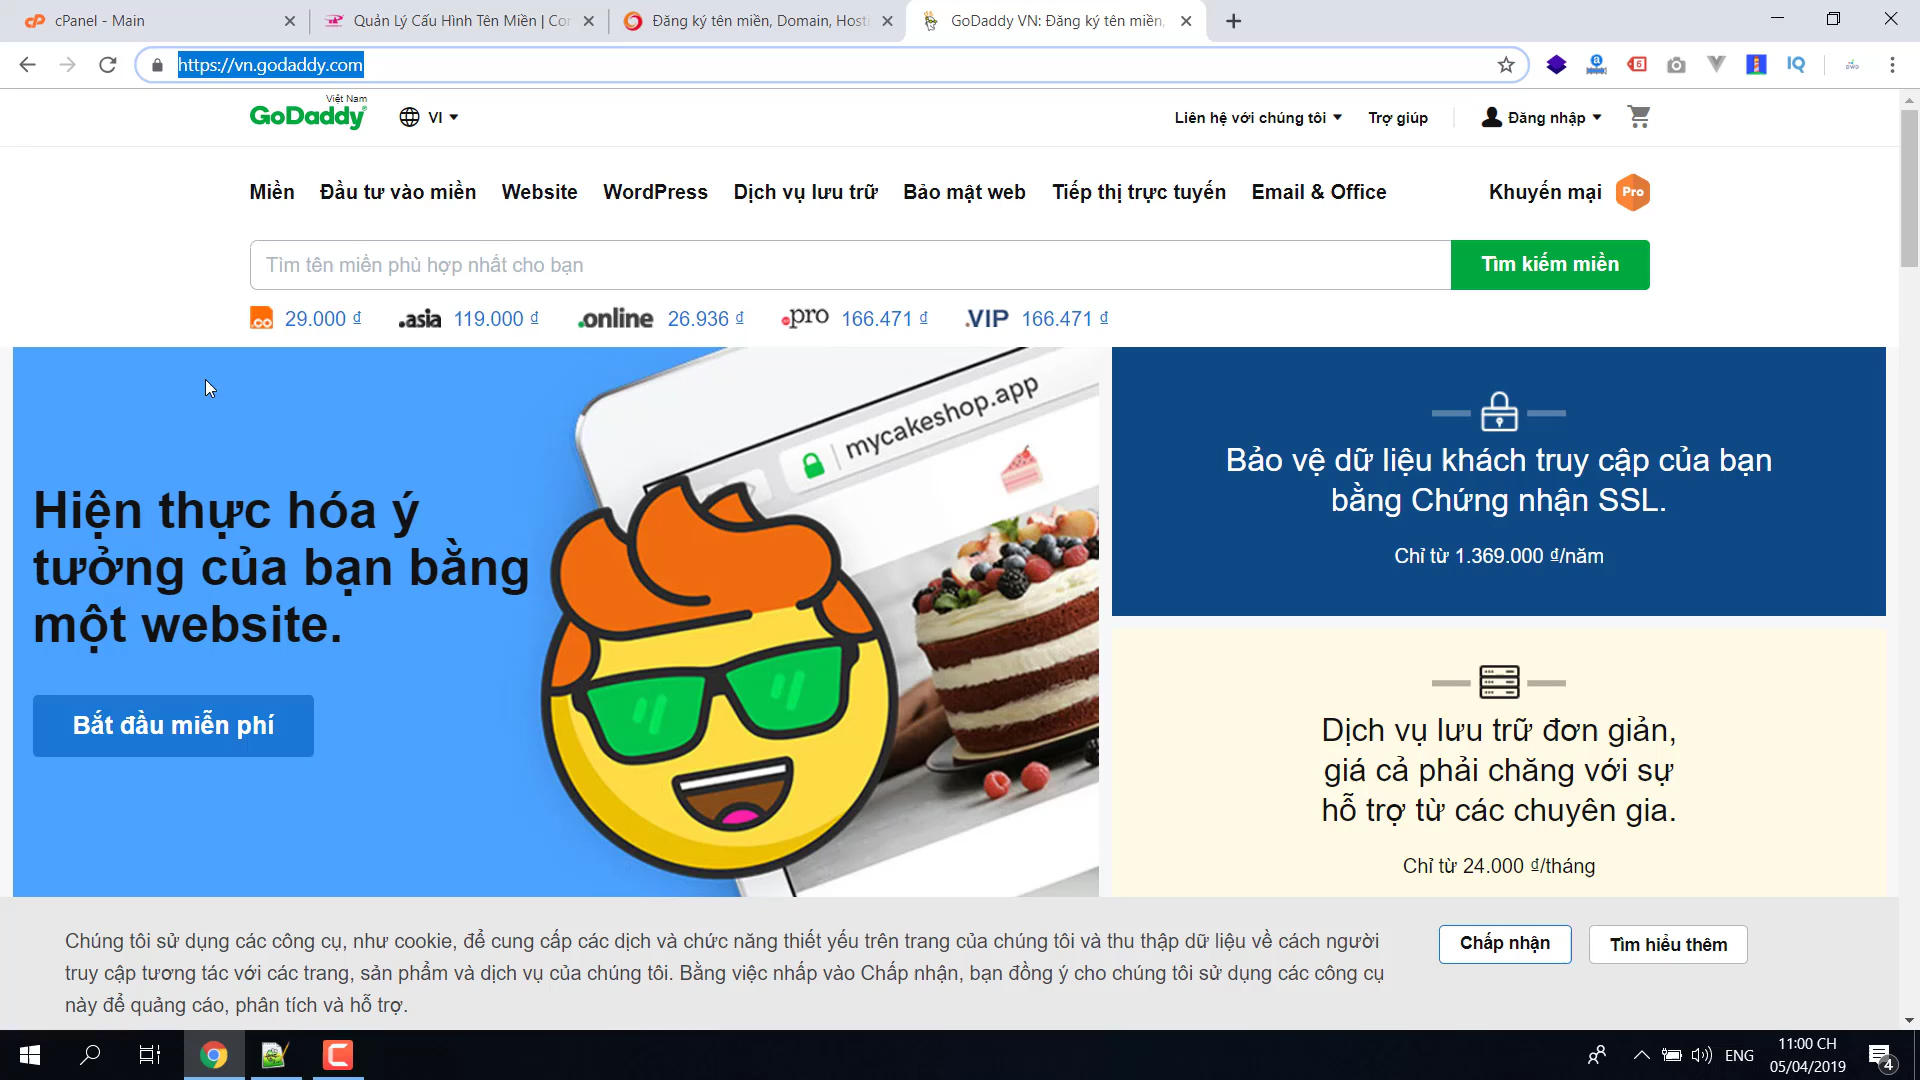 cPanel - Main
Quản Lý Cấu Hình Tên Miền | Cor
Đăng ký tên miền, Domain, Hosti
GoDaddy VN: Đăng ký tên miền,
https://vn.godaddy.com
Việt Nam
GoDaddy
VI
Liên hệ với chúng tôi
Trợ giúp
Đăng nhập
Miền
Đầu tư vào miền
Website
WordPress
Dịch vụ lưu trữ
Bảo mật web
Tiếp thị trực tuyến
Email & Office
Khuyến mại
Pro
Tìm tên miền phù hợp nhất cho bạn
Tìm kiếm miền
.co 29.000 ₫
.asia 119.000 ₫
.online 26.936 ₫
.pro 166.471 ₫
.VIP 166.471 ₫
mycakeshop.app
Hiện thực hóa ý
tưởng của bạn bằng
một website.
Bắt đầu miễn phí
Bảo vệ dữ liệu khách truy cập của bạn
bằng Chứng nhận SSL.
Chỉ từ 1.369.000 ₫/năm
Dịch vụ lưu trữ đơn giản,
giá cả phải chăng với sự
hỗ trợ từ các chuyên gia.
Chỉ từ 24.000 ₫/tháng
Chúng tôi sử dụng các công cụ, như cookie, để cung cấp các dịch và chức năng thiết yếu trên trang của chúng tôi và thu thập dữ liệu về cách người
truy cập tương tác với các trang, sản phẩm và dịch vụ của chúng tôi. Bằng việc nhấp vào Chấp nhận, bạn đồng ý cho chúng tôi sử dụng các công cụ
này để quảng cáo, phân tích và hỗ trợ.
Chấp nhận
Tìm hiểu thêm
ENG
11:00 CH
05/04/2019
4